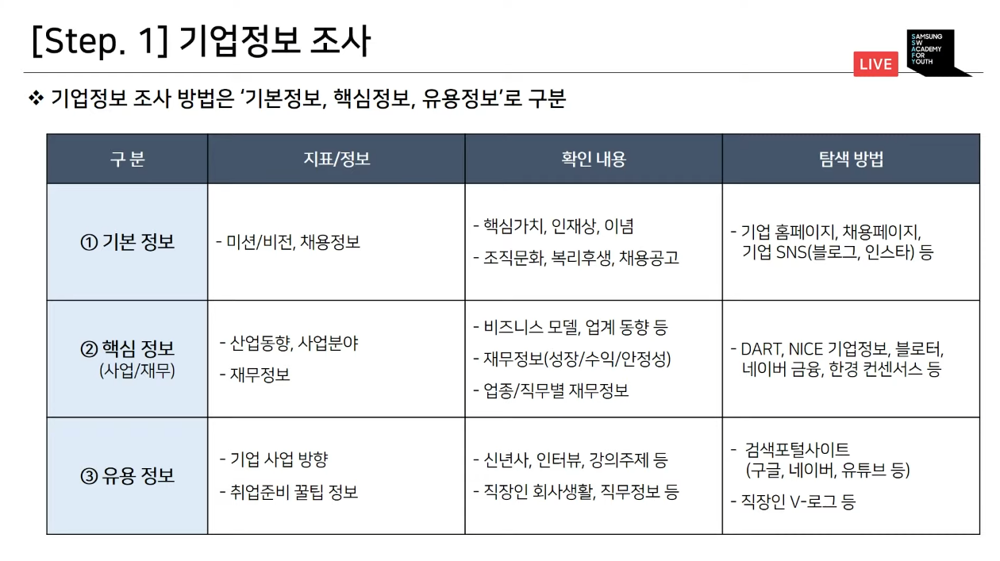 [Step. 1] 기업정보 조사
LIVE
SAMSUNG
SW
ACADEMY
FOR
YOUTH
❖ 기업정보 조사 방법은 ‘기본정보, 핵심정보, 유용정보’로 구분
구 분
지표/정보
확인 내용
탐색 방법
① 기본 정보
- 미션/비전, 채용정보
- 핵심가치, 인재상, 이념
- 조직문화, 복리후생, 채용공고
- 기업 홈페이지, 채용페이지,
기업 SNS(블로그, 인스타) 등
② 핵심 정보
(사업/재무)
- 산업동향, 사업분야
- 재무정보
- 비즈니스 모델, 업계 동향 등
- 재무정보(성장/수익/안정성)
- 업종/직무별 재무정보
- DART, NICE 기업정보, 블로터,
네이버 금융, 한경 컨센서스 등
③ 유용 정보
- 기업 사업 방향
- 취업준비 꿀팁 정보
- 신년사, 인터뷰, 강의주제 등
- 직장인 회사생활, 직무정보 등
- 검색포털사이트
(구글, 네이버, 유튜브 등)
- 직장인 V-로그 등